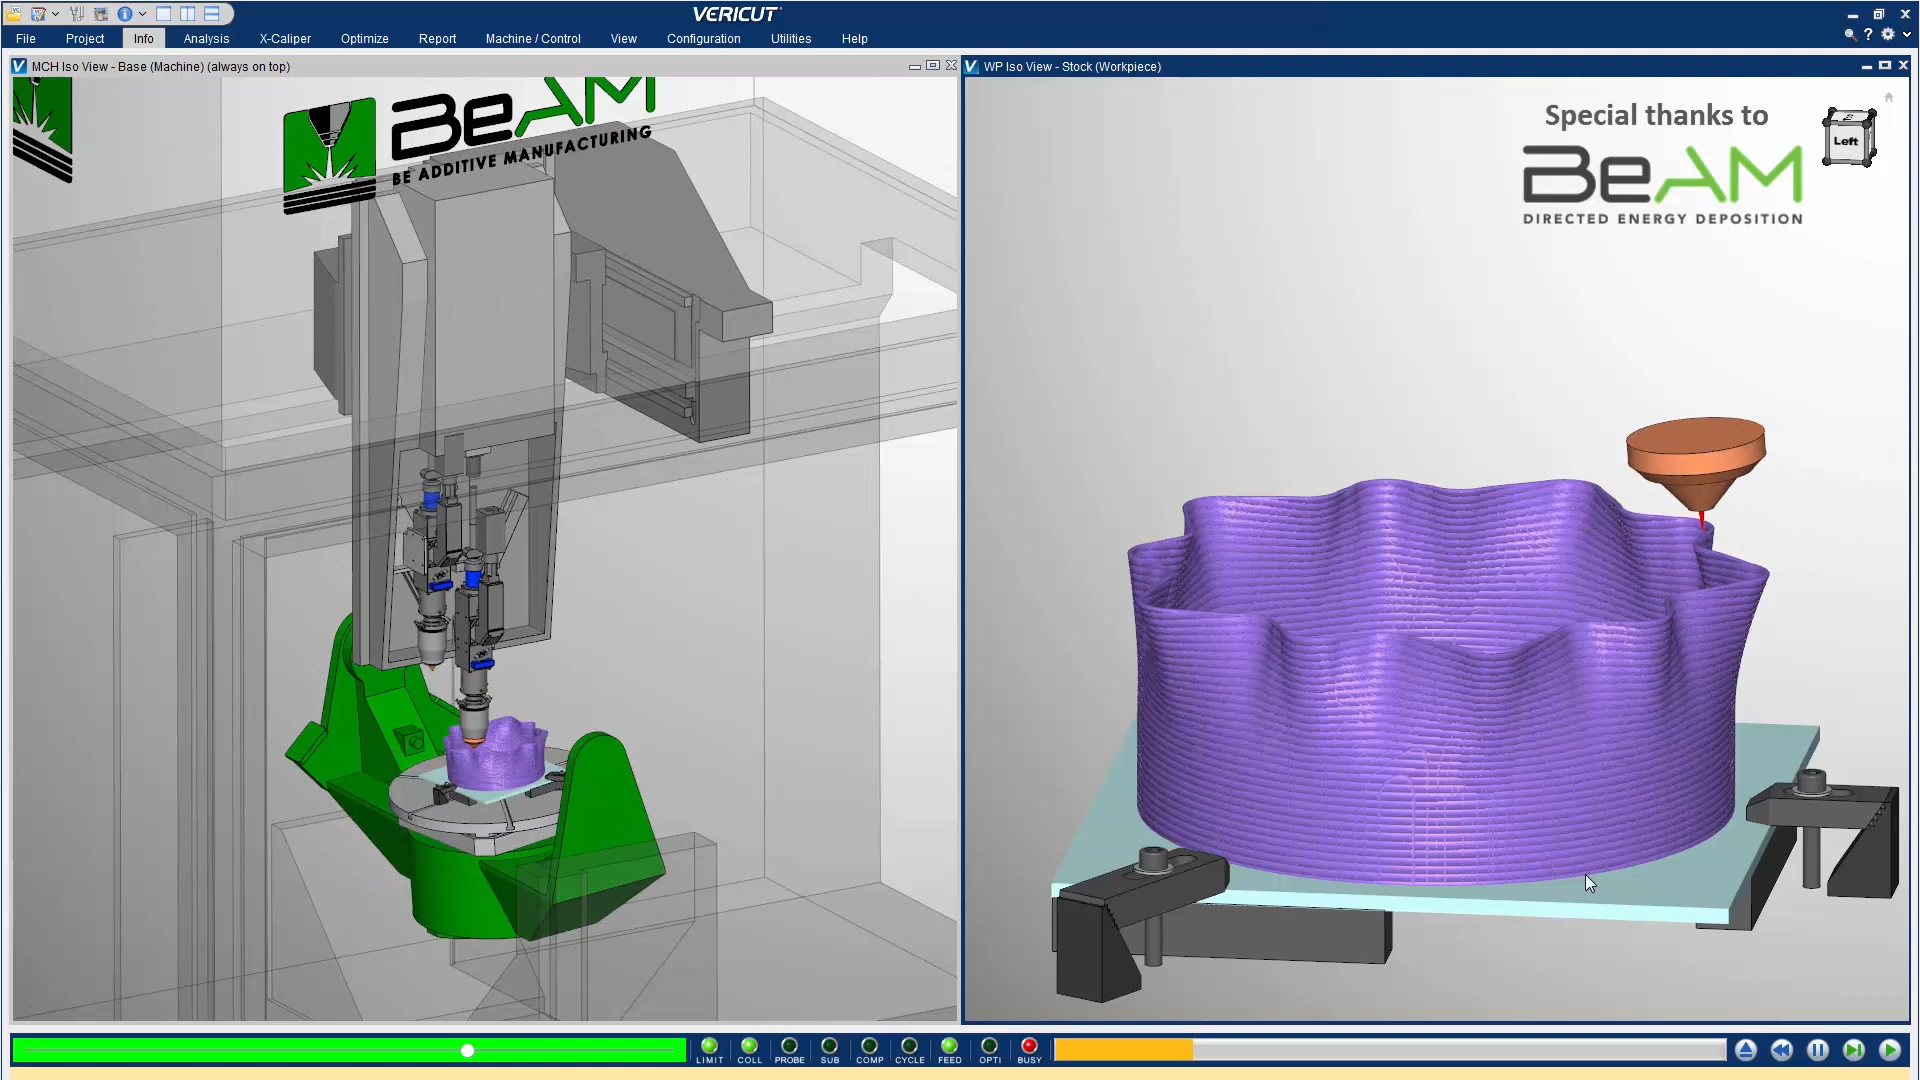 VERICUT
File Project Info Analysis X-Caliper Optimize Report Machine / Control View Configuration Utilities Help
MCH Iso View - Base (Machine) (always on top)
BeAM
BE ADDITIVE MANUFACTURING
WP Iso View - Stock (Workpiece)
Special thanks to
BeAM
DIRECTED ENERGY DEPOSITION
Left
LIMIT COLL PROBE SUB COMP CYCLE FEED OPTI BUSY